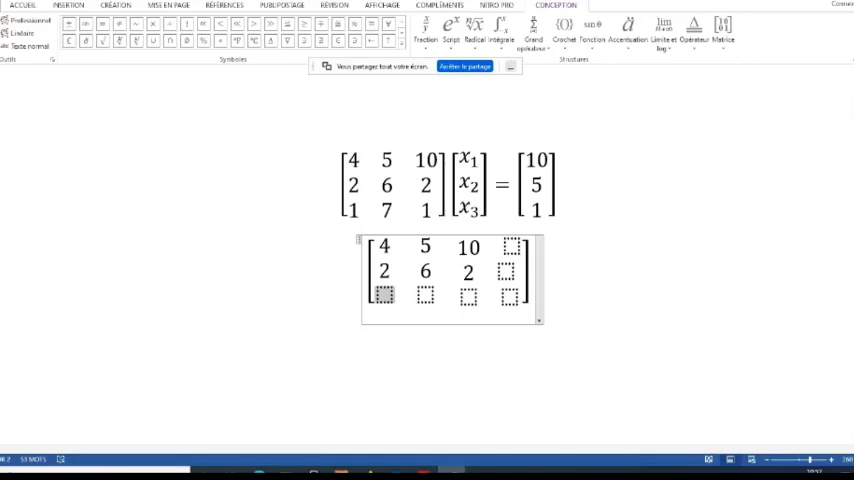 ACCUEIL INSERTION CRÉATION MISE EN PAGE RÉFÉRENCES PUBLIPOSTAGE RÉVISION AFFICHAGE COMPLÉMENTS NITRO PRO CONCEPTION Connex
Professionnel
Linéaire
Texte normal
Fraction Script Radical Intégrale Grand opérateur Crochet Fonction Accentuation Limite et log Opérateur Matrice
Outils Symboles Structures
Vous partagez tout votre écran. Arrêter le partage
4 5 10 x₁ 10
2 6 2 x₂ = 5
1 7 1 x₃ 1
4 5 10
2 6 2
53 MOTS